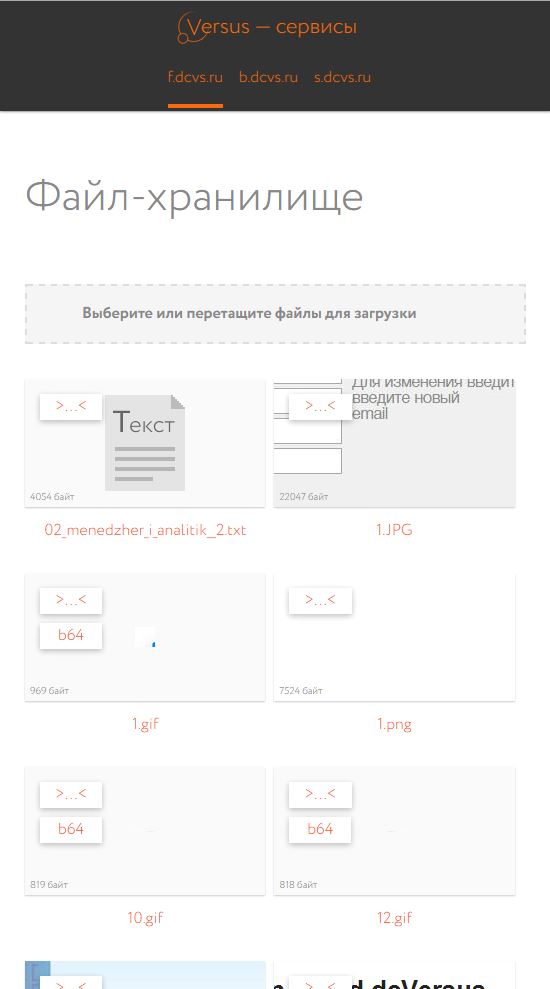 Versus — сервисы
f.dcvs.ru b.dcvs.ru s.dcvs.ru
Файл-хранилище
Выберите или перетащите файлы для загрузки
>...<
Текст
4054 байт
02_menedzher_i_analitik_2.txt
Для изменения введит
введите новый
email
>...<
22047 байт
1.JPG
>...<
b64
969 байт
1.gif
>...<
7524 байт
1.png
>...<
b64
819 байт
10.gif
>...<
b64
818 байт
12.gif
>...<
>...<
d deVersus